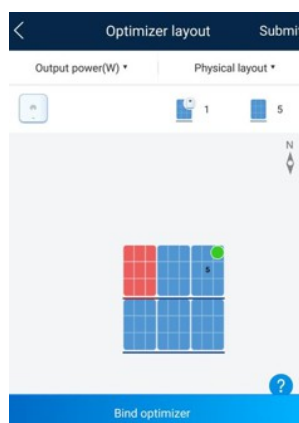 Optimizer layout Submi
Output power(W) Physical layout
1 5
N
5
?
Bind optimizer